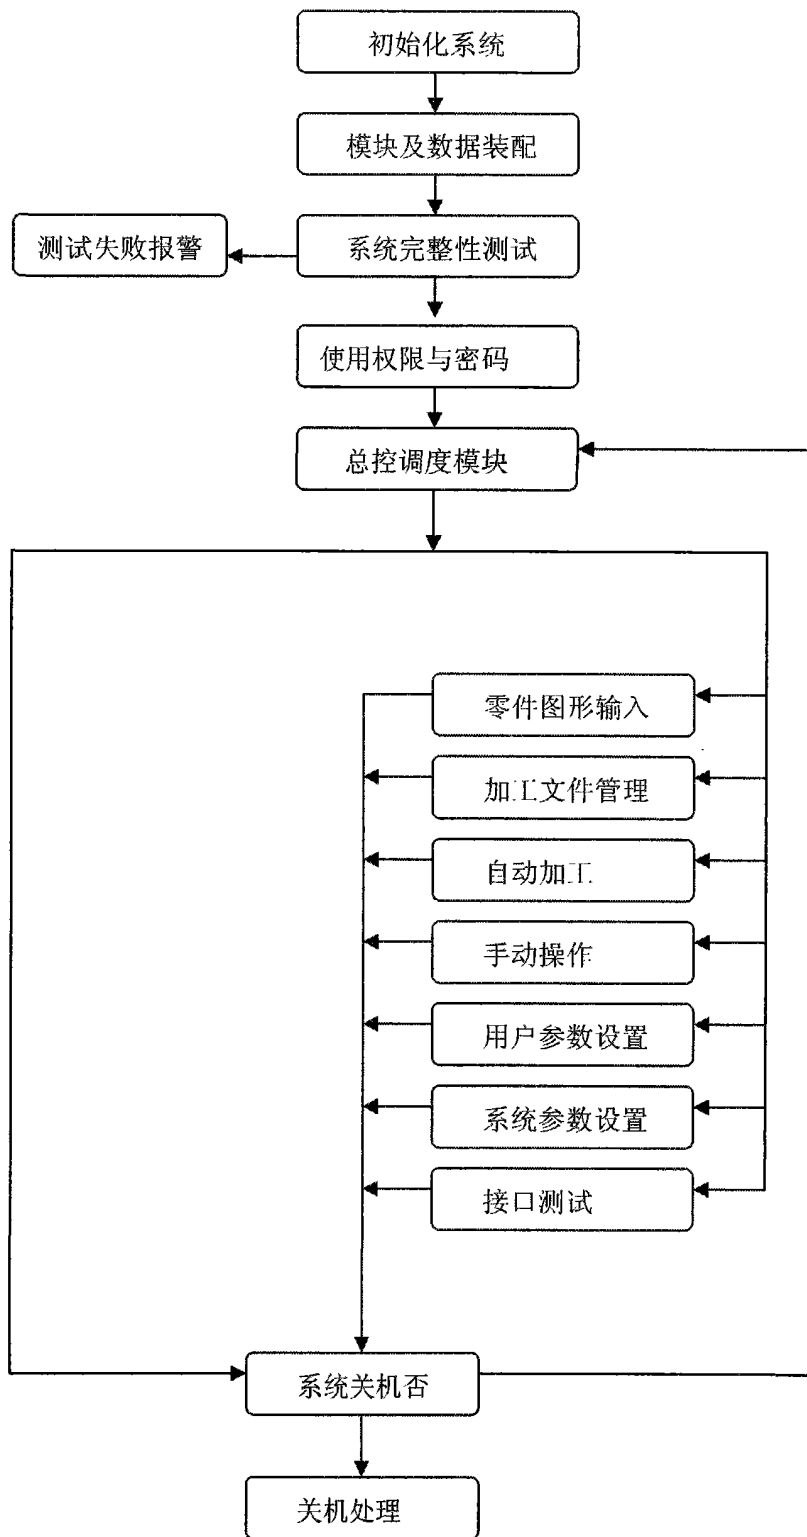 初始化系统
模块及数据装配
测试失败报警
系统完整性测试
使用权限与密码
总控调度模块
零件图形输入
加工文件管理
自动加工
手动操作
用户参数设置
系统参数设置
接口测试
系统关机否
关机处理